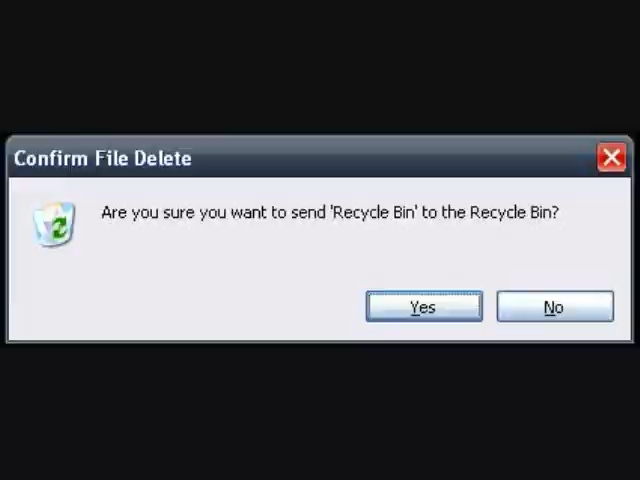 Confirm File Delete
Are you sure you want to send 'Recycle Bin' to the Recycle Bin?
Yes
No